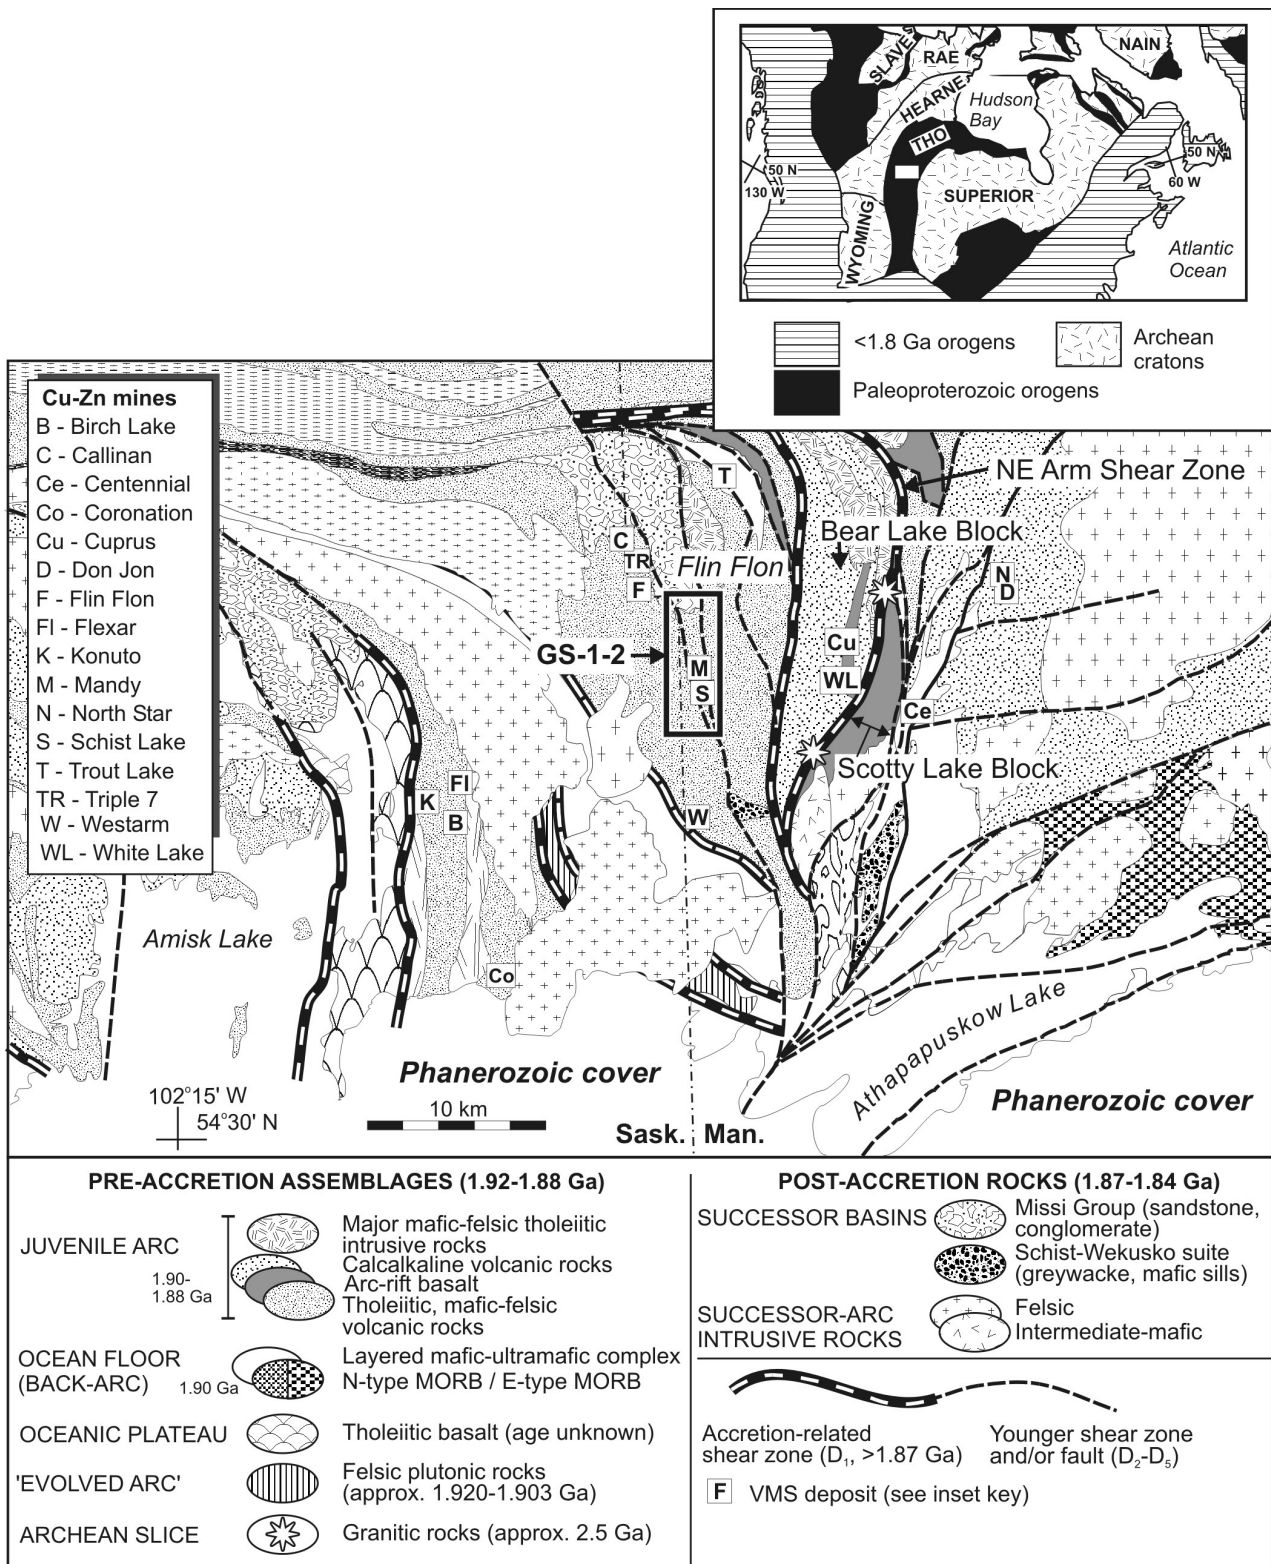 SLAVE
RAE
NAIN
HEARNE
Hudson
Bay
THO
50 N
130 W
50 N
60 W
SUPERIOR
WYOMING
Atlantic
Ocean
<1.8 Ga orogens
Archean
cratons
Paleoproterozoic orogens
Cu-Zn mines
B - Birch Lake
C - Callinan
Ce - Centennial
Co - Coronation
Cu - Cuprus
D - Don Jon
F - Flin Flon
Fl - Flexar
K - Konuto
M - Mandy
N - North Star
S - Schist Lake
T - Trout Lake
TR - Triple 7
W - Westarm
WL - White Lake
NE Arm Shear Zone
T
Bear Lake Block
C
TR
Flin Flon
F
N
D
GS-1-2
Cu
M
WL
S
Ce
Scotty Lake Block
Fl
K
B
W
Amisk Lake
Co
Athapapuskow Lake
Phanerozoic cover
Phanerozoic cover
102°15' W
54°30' N
10 km
Sask.
Man.
PRE-ACCRETION ASSEMBLAGES (1.92-1.88 Ga)
JUVENILE ARC
1.90-
1.88 Ga
Major mafic-felsic tholeiitic
intrusive rocks
Calcalkaline volcanic rocks
Arc-rift basalt
Tholeiitic, mafic-felsic
volcanic rocks
OCEAN FLOOR
(BACK-ARC)
1.90 Ga
Layered mafic-ultramafic complex
N-type MORB / E-type MORB
OCEANIC PLATEAU
Tholeiitic basalt (age unknown)
'EVOLVED ARC'
Felsic plutonic rocks
(approx. 1.920-1.903 Ga)
ARCHEAN SLICE
Granitic rocks (approx. 2.5 Ga)
POST-ACCRETION ROCKS (1.87-1.84 Ga)
SUCCESSOR BASINS
Missi Group (sandstone,
conglomerate)
Schist-Wekusko suite
(greywacke, mafic sills)
SUCCESSOR-ARC
INTRUSIVE ROCKS
Felsic
Intermediate-mafic
Accretion-related
shear zone (D₁, >1.87 Ga)
Younger shear zone
and/or fault (D₂-D₅)
F
VMS deposit (see inset key)